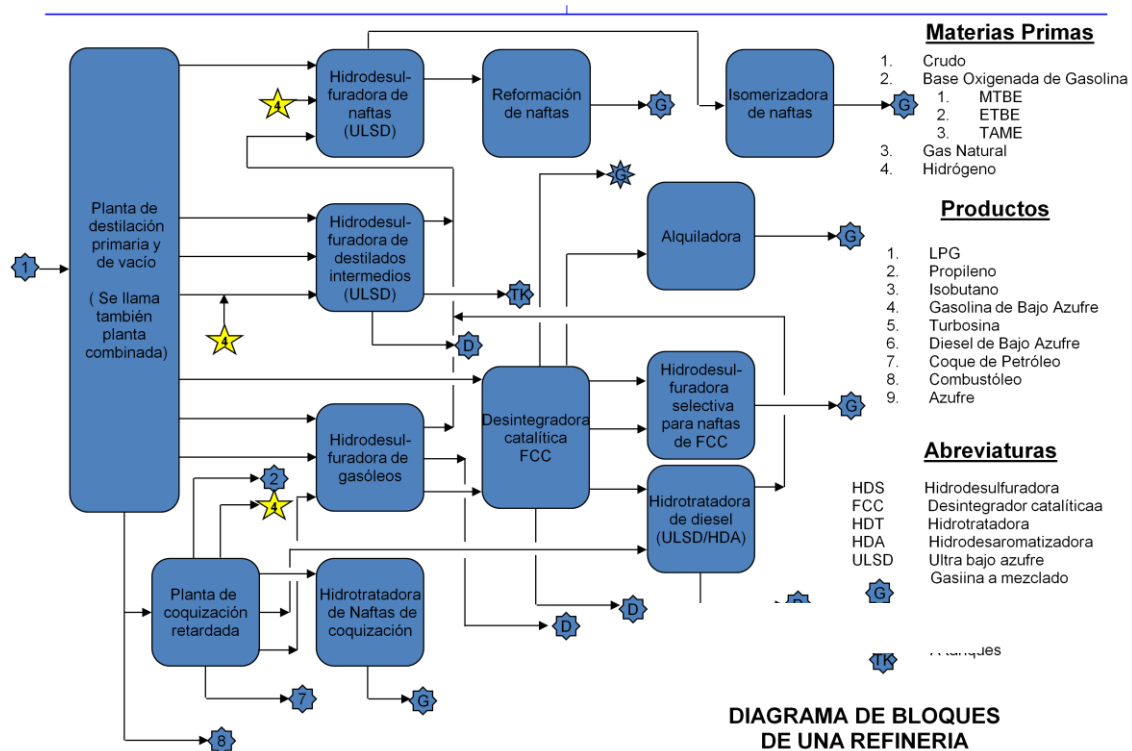 Planta de
destilación
primaria y
de vacío
( Se llama
también
planta
combinada)
1
Hidrodesul-
furadora de
naftas
(ULSD)
4
Reformación
de naftas
G
Isomerizadora
de naftas
G
Hidrodesul-
furadora de
destilados
intermedios
(ULSD)
4
TK
D
G
Alquiladora
G
Hidrodesul-
furadora de
gasóleos
Desintegradora
catalítica
FCC
Hidrodesul-
furadora
selectiva
para naftas
de FCC
G
Hidrotratadora
de diesel
(ULSD/HDA)
2
4
Planta de
coquización
retardada
Hidrotratadora
de Naftas de
coquización
D
D
7
G
8
Materias Primas
1. Crudo
2. Base Oxigenada de Gasolina
1. MTBE
2. ETBE
3. TAME
3. Gas Natural
4. Hidrógeno
Productos
1. LPG
2. Propileno
3. Isobutano
4. Gasolina de Bajo Azufre
5. Turbosina
6. Diesel de Bajo Azufre
7. Coque de Petróleo
8. Combustóleo
9. Azufre
Abreviaturas
HDS Hidrodesulfuradora
FCC Desintegrador catalíticaa
HDT Hidrotratadora
HDA Hidrodesaromatizadora
ULSD Ultra bajo azufre
G Gasiina a mezclado
TK
DIAGRAMA DE BLOQUES
DE UNA REFINERIA